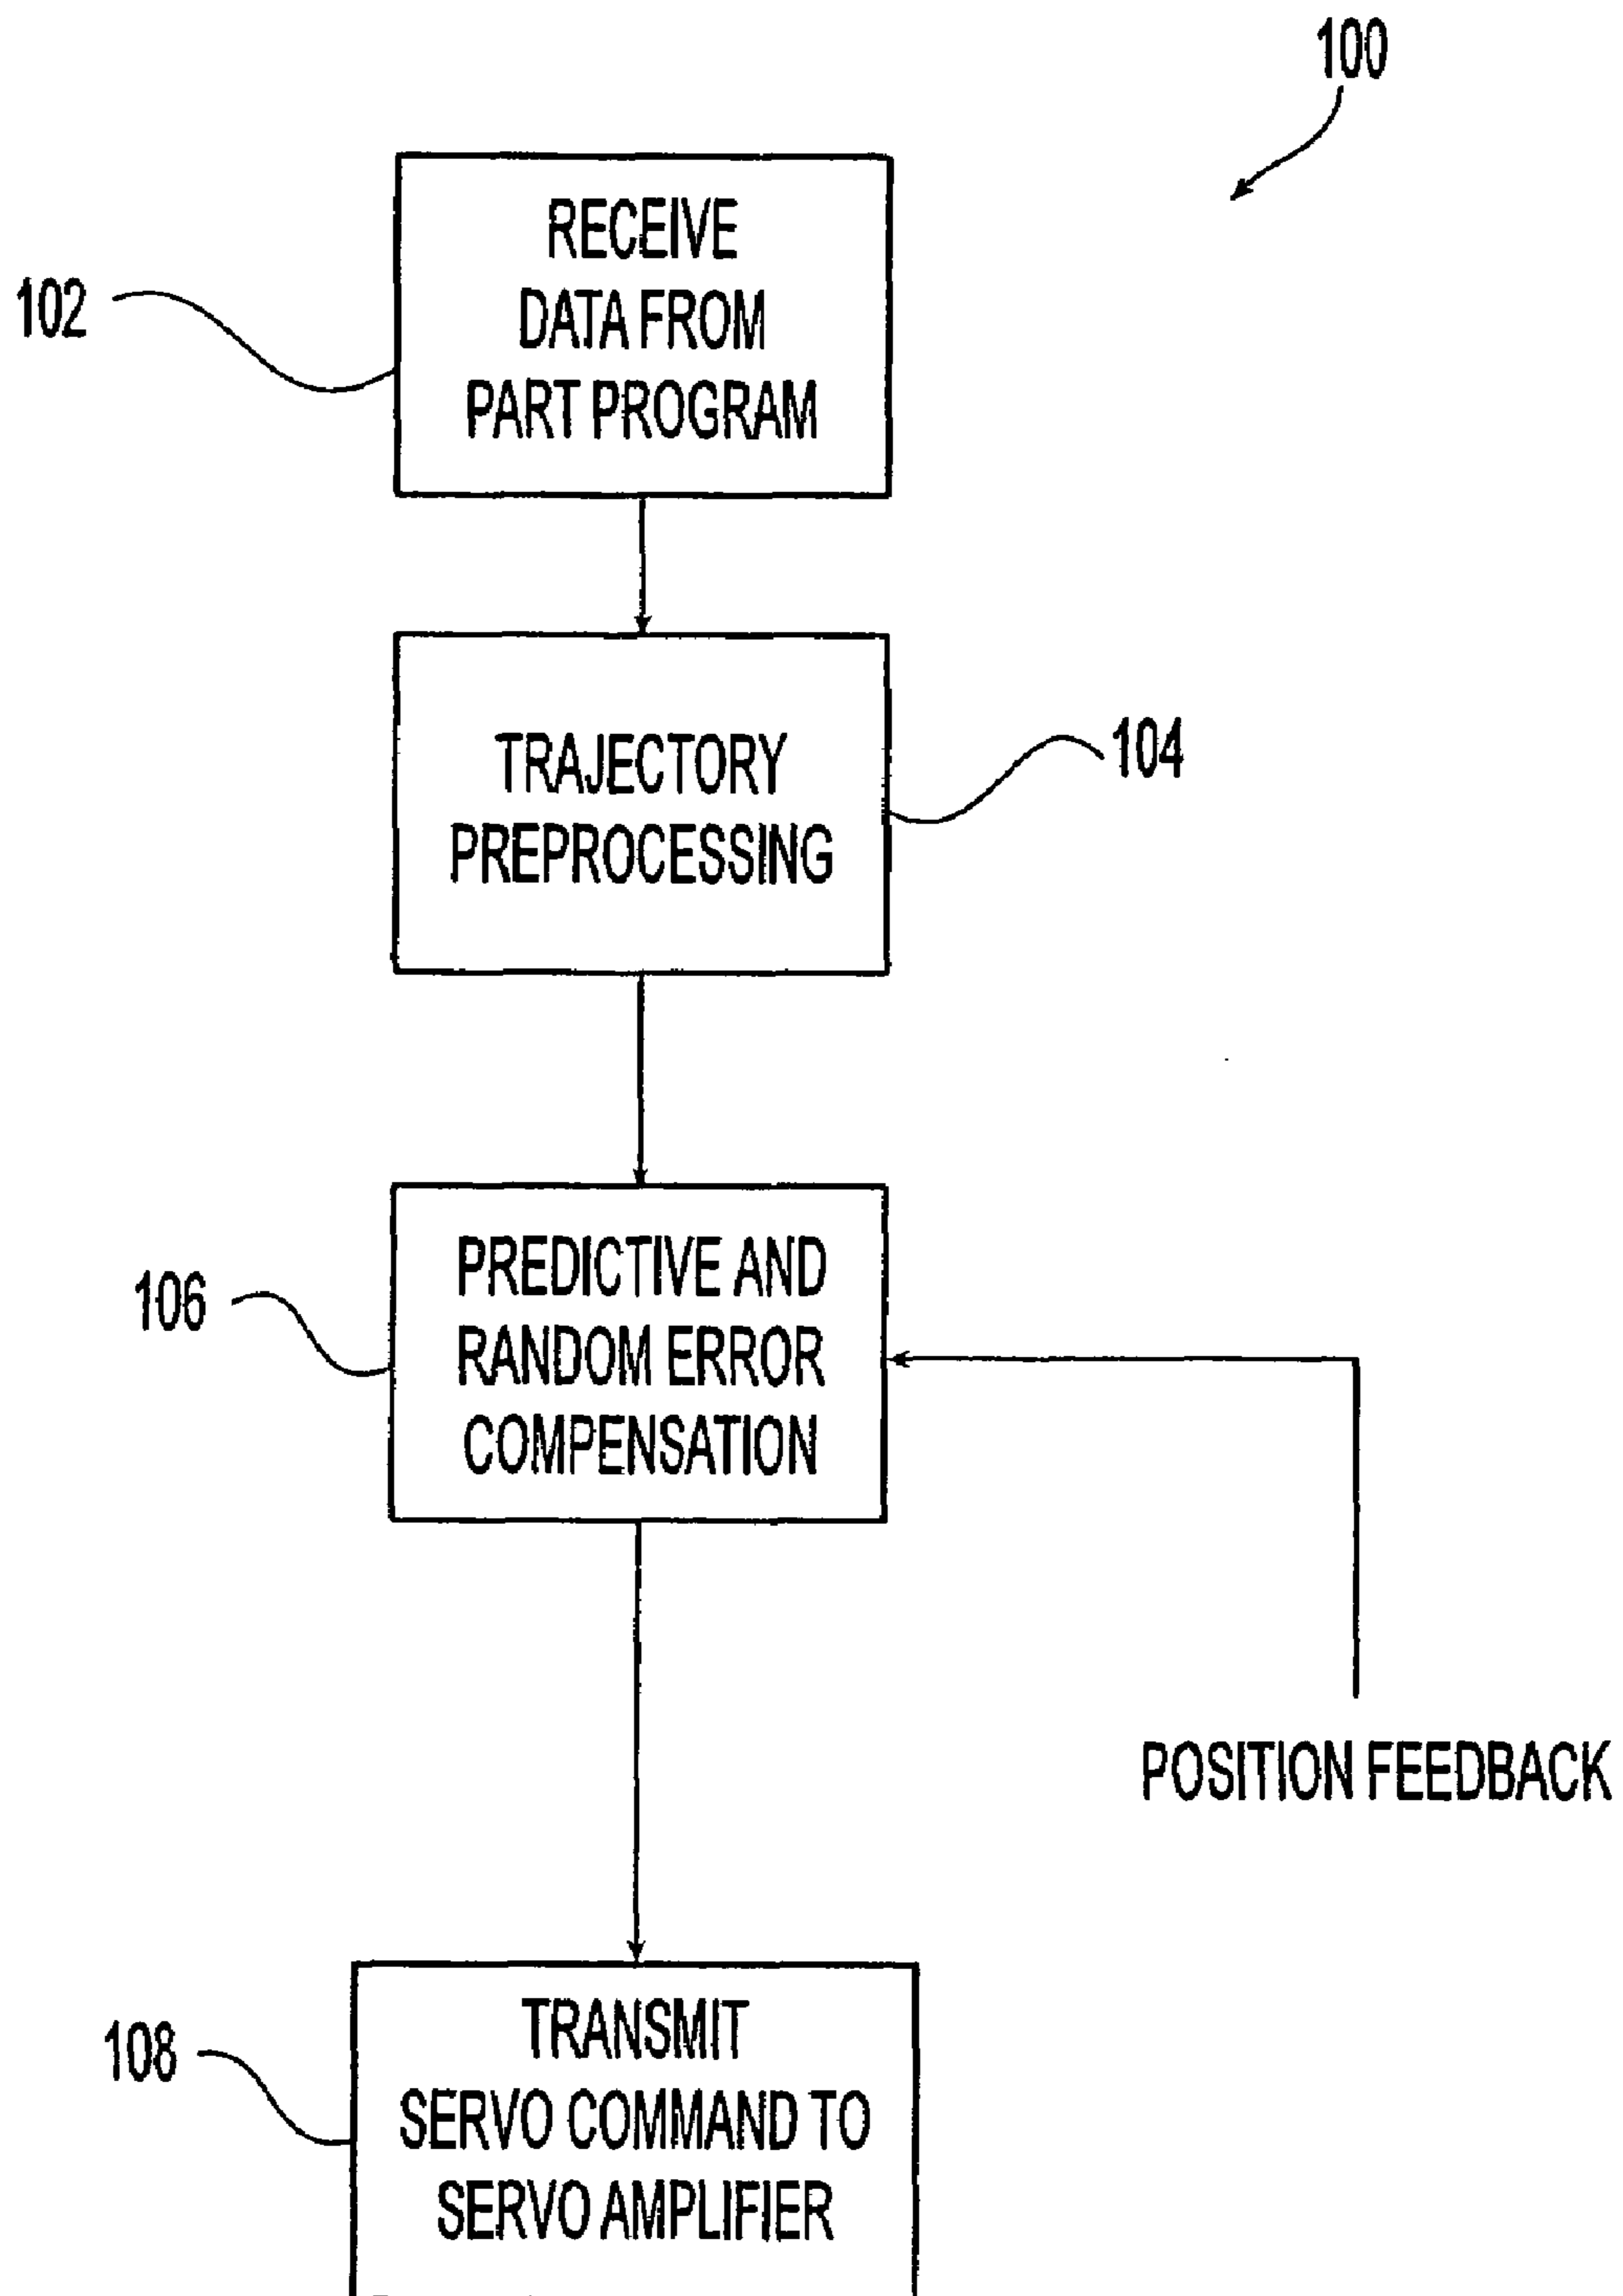 100
RECEIVE
DATA FROM
PART PROGRAM
102
TRAJECTORY
PREPROCESSING
104
PREDICTIVE AND
RANDOM ERROR
COMPENSATION
106
POSITION FEEDBACK
TRANSMIT
SERVO COMMAND TO
SERVO AMPLIFIER
108